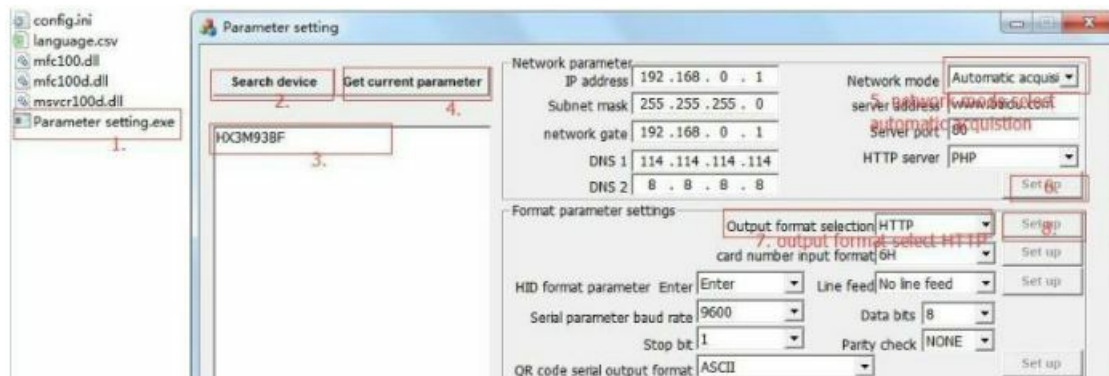 config.ini
language.csv
mfc100.dll
mfc100d.dll
msvcr100d.dll
Parameter setting.exe
1.
Parameter setting
Search device
Get current parameter
2.
4.
HX3M93BF
3.
Network parameter
IP address 192 .168 . 0 . 1
Network mode Automatic acquisi
Subnet mask 255 .255 .255 . 0
server address www.baidu.com
5. network mode select
automatic acquistion
network gate 192 .168 . 0 . 1
Server port 80
DNS 1 114 .114 .114 .114
HTTP server PHP
DNS 2 8 . 8 . 8 . 8
Set up
6.
Format parameter settings
Output format selection HTTP
Set up
8.
7. output format select HTTP
card number input format 6H
Set up
HID format parameter Enter Enter
Line feed No line feed
Set up
Serial parameter baud rate 9600
Data bits 8
Stop bit 1
Parity check NONE
QR code serial output format ASCII
Set up